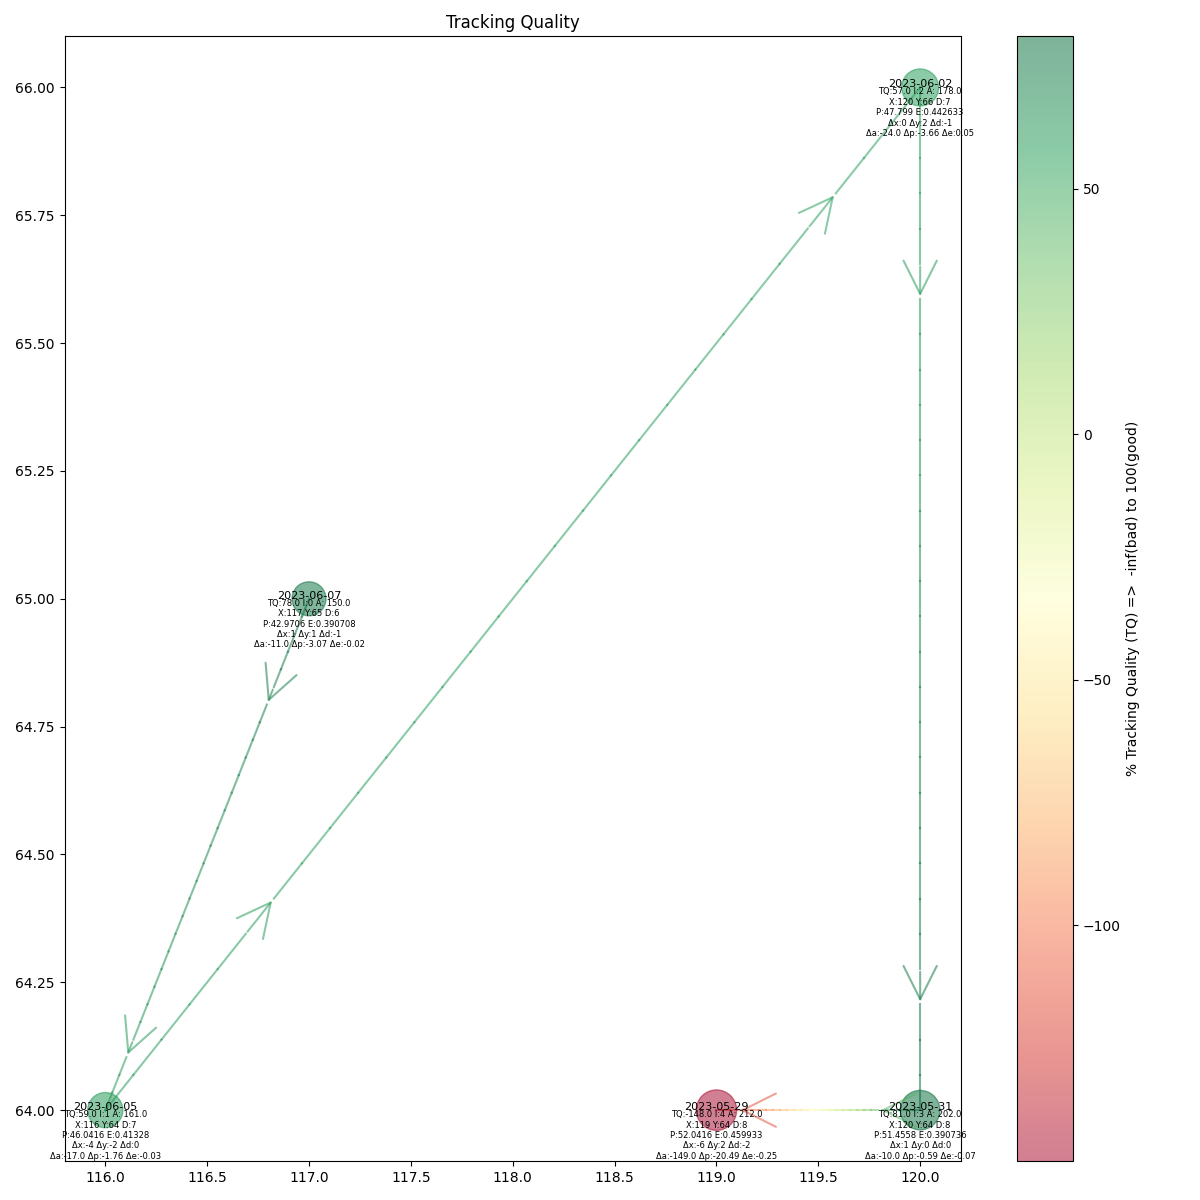 Tracking Quality
66.00
65.75
65.50
65.25
65.00
64.75
64.50
64.25
64.00
2023-06-02
TQ:57.0 I:2 A: 178.0
X:120 Y:66 D:7
P:47.799 E:0.442633
Δx:0 Δy:2 Δd:-1
Δa:-24.0 Δp:-3.66 Δe:0.05
2023-06-07
TQ:78.0 I:0 A: 150.0
X:117 Y:65 D:6
P:42.9706 E:0.390708
Δx:1 Δy:1 Δd:-1
Δa:-11.0 Δp:-3.07 Δe:-0.02
2023-06-05
TQ:59.0 I:1 A: 161.0
X:116 Y:64 D:7
P:46.0416 E:0.41328
Δx:-4 Δy:-2 Δd:0
Δa:-17.0 Δp:-1.76 Δe:-0.03
2023-05-29
TQ:-148.0 I:4 A: 212.0
X:119 Y:64 D:8
P:52.0416 E:0.459933
Δx:-6 Δy:2 Δd:-2
Δa:-149.0 Δp:-20.49 Δe:-0.25
2023-05-31
TQ:81.0 I:3 A: 202.0
X:120 Y:64 D:8
P:51.4558 E:0.390736
Δx:1 Δy:0 Δd:0
Δa:-10.0 Δp:-0.59 Δe:-0.07
116.0 116.5 117.0 117.5 118.0 118.5 119.0 119.5 120.0
50
0
−50
−100
% Tracking Quality (TQ) => -inf(bad) to 100(good)